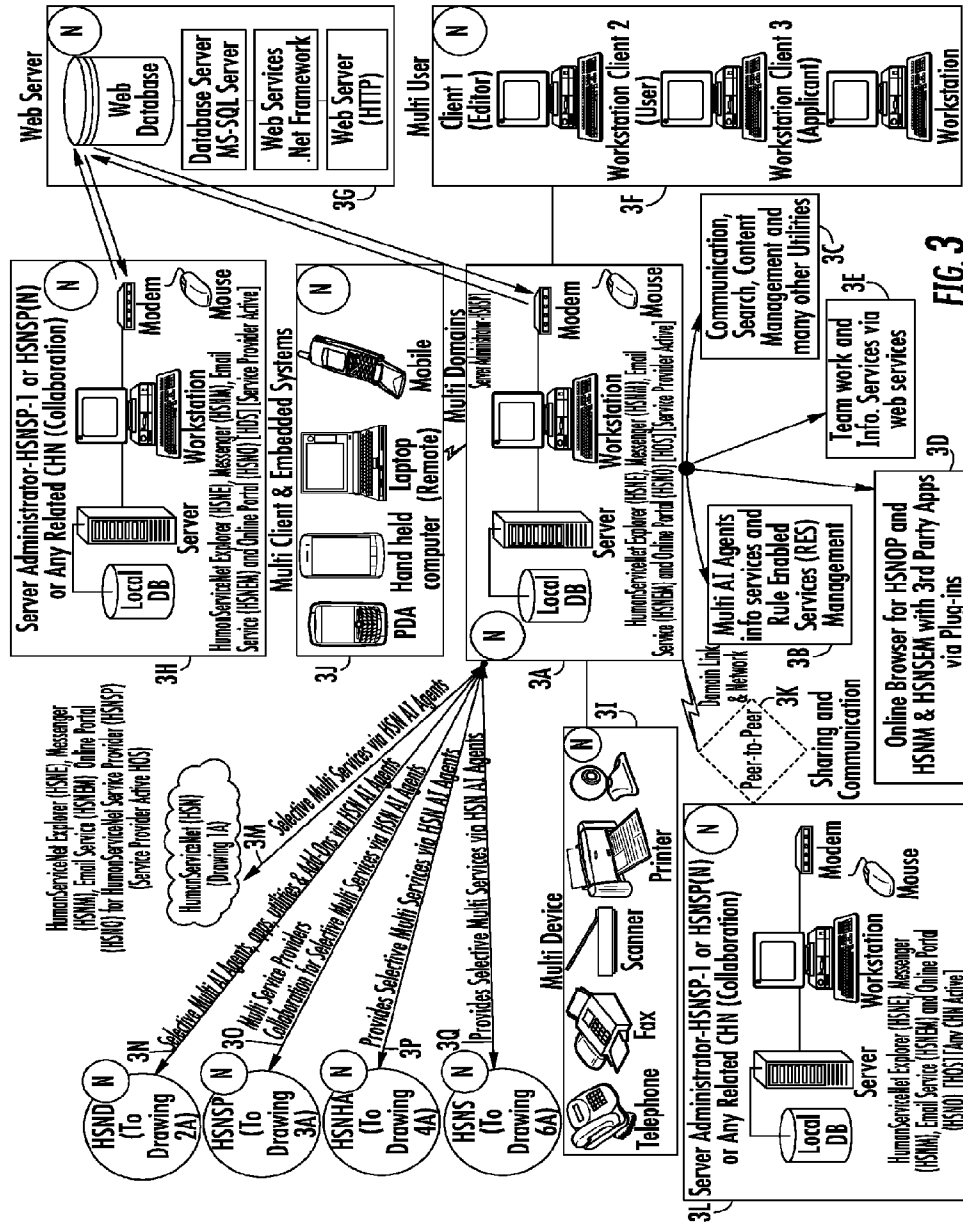 HumanServiceNet Explorer (HSNE), Messenger
(HSNM), Email Service (HSNEM) Online Portal
(HSNO) for HumanServiceNet Service Provider (HSNSP)
(Service Provider Active HOS)
HumanServiceNet (HSN)
(Drawing 1A)
3M
Selective Multi Services via HSN AI Agents
HSND
(To
Drawing
2A)
N
3N
Selective Multi AI Agents, apps, utilities & Add-Ons via HSN AI Agents
HSNSP
(To
Drawing
3A)
N
3O
Multi Service Providers
Collaboration for Selective Multi Services via HSN AI Agents
HSNHA
(To
Drawing
4A)
N
3P
Provides Selective Multi Services via HSN AI Agents
HSNS
(To
Drawing
6A)
N
3Q
Provides Selective Multi Services via HSN AI Agents
3H
Server Administrator-HSNSP-1 or HSNSP(N)
or Any Related CHN (Collaboration)
N
Local
DB
Server
Workstation
Modem
Mouse
HumanServiceNet Explorer (HSNE), Messenger (HSNM), Email
Service (HSNEM) and Online Portal (HSNO) [HDS] [Service Provider Active]
Web Server
N
Web
Database
Database Server
MS-SQL Server
Web Services
.Net Framework
Web Server
(HTTP)
3G
3J
Multi Client & Embedded Systems
N
PDA
Hand held
computer
Laptop
(Remote)
Mobile
Multi Domains
Server Administrator-HSNSP
3A
N
Local
DB
Server
Workstation
Modem
Mouse
HumanServiceNet Explorer (HSNE), Messenger (HSNM), Email
Service (HSNEM) and Online Portal (HSNO) [HOS] [Service Provider Active]
Multi User
N
Client 1
(Editor)
Workstation Client 2
(User)
Workstation Client 3
(Applicant)
Workstation
3F
3I
Multi Device
N
Telephone
Fax
Scanner
Printer
Domain Link
& Network
3K
Peer-to-Peer
Sharing and
Communication
3B
Multi AI Agents
info services and
Rule Enabled
Services (RES)
Management
3C
Communication,
Search, Content
Management and
many other Utilities
3E
Team work and
Info. Services via
web services
3D
Online Browser for HSNOP and
HSNM & HSNSEM with 3rd Party Apps
via Plug-ins
3L
Server Administrator-HSNSP-1 or HSNSP(N)
or Any Related CHN (Collaboration)
N
Local
DB
Server
Workstation
Modem
Mouse
HumanServiceNet Explorer (HSNE), Messenger
(HSNM), Email Service (HSNEM) and Online Portal
(HSNO) [HOS] [Any CHN Active]
FIG. 3